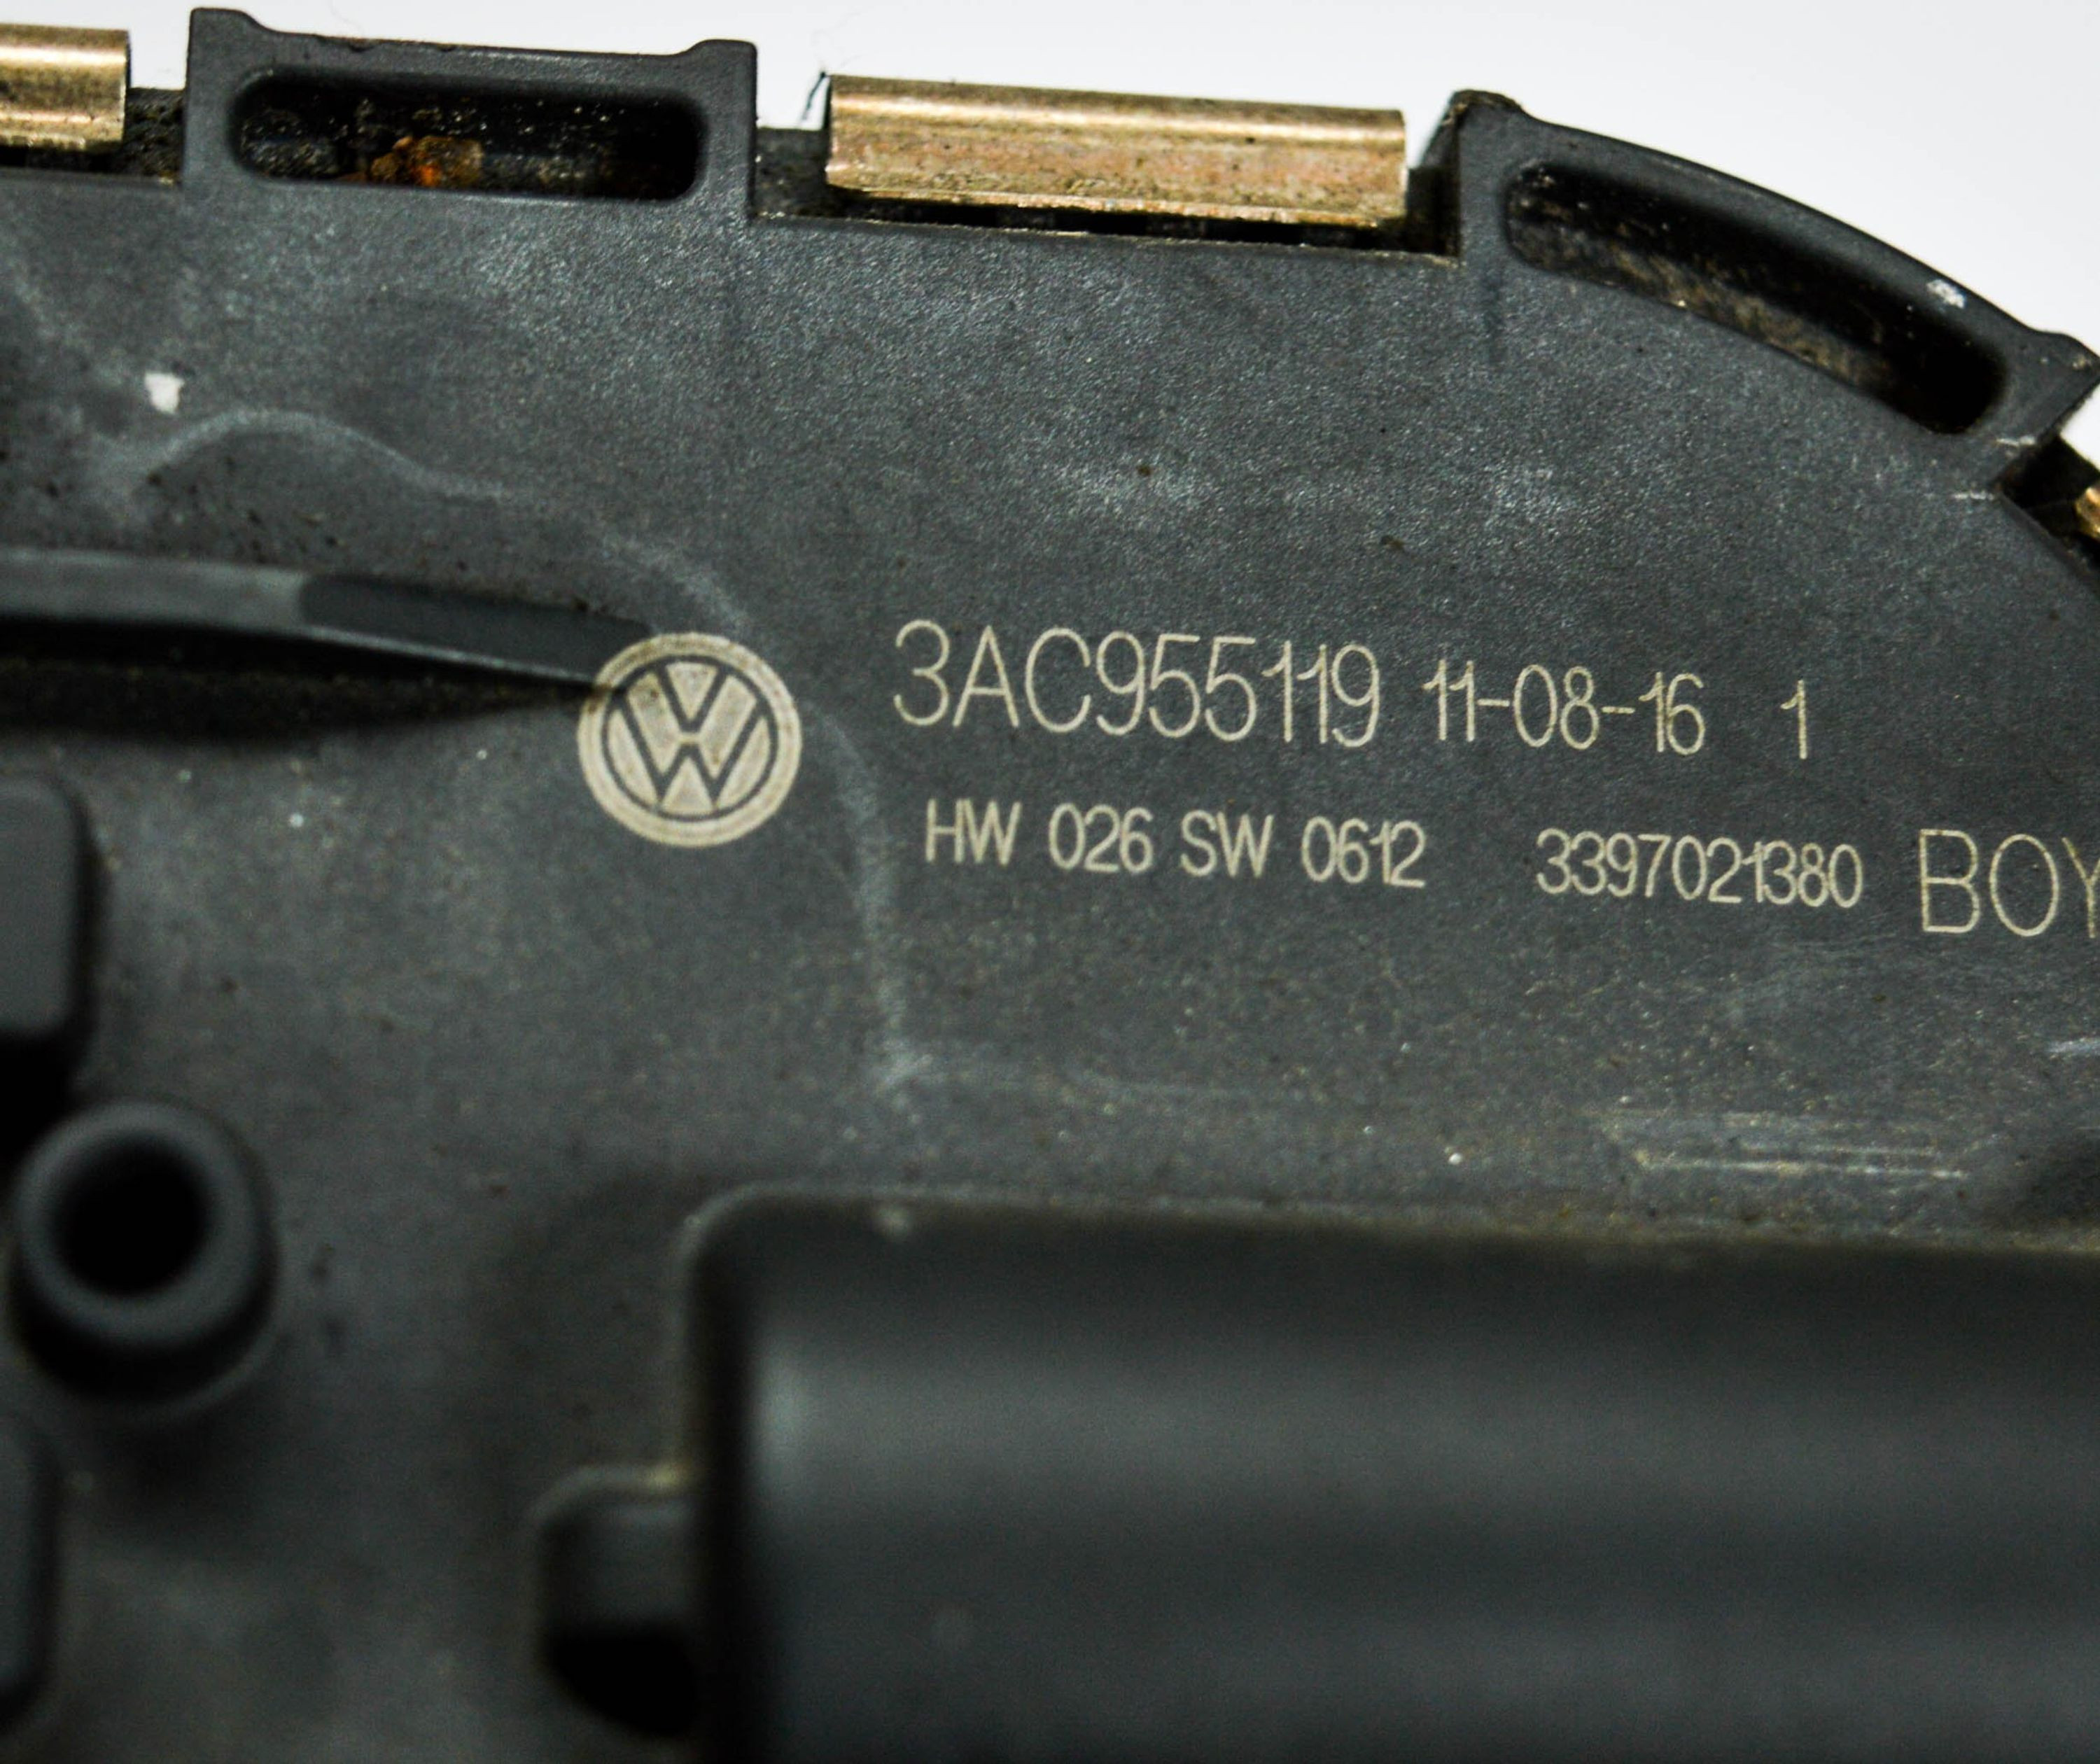 3AC955119 11-08-16 1
HW 026 SW 0612 3397021380 BOY